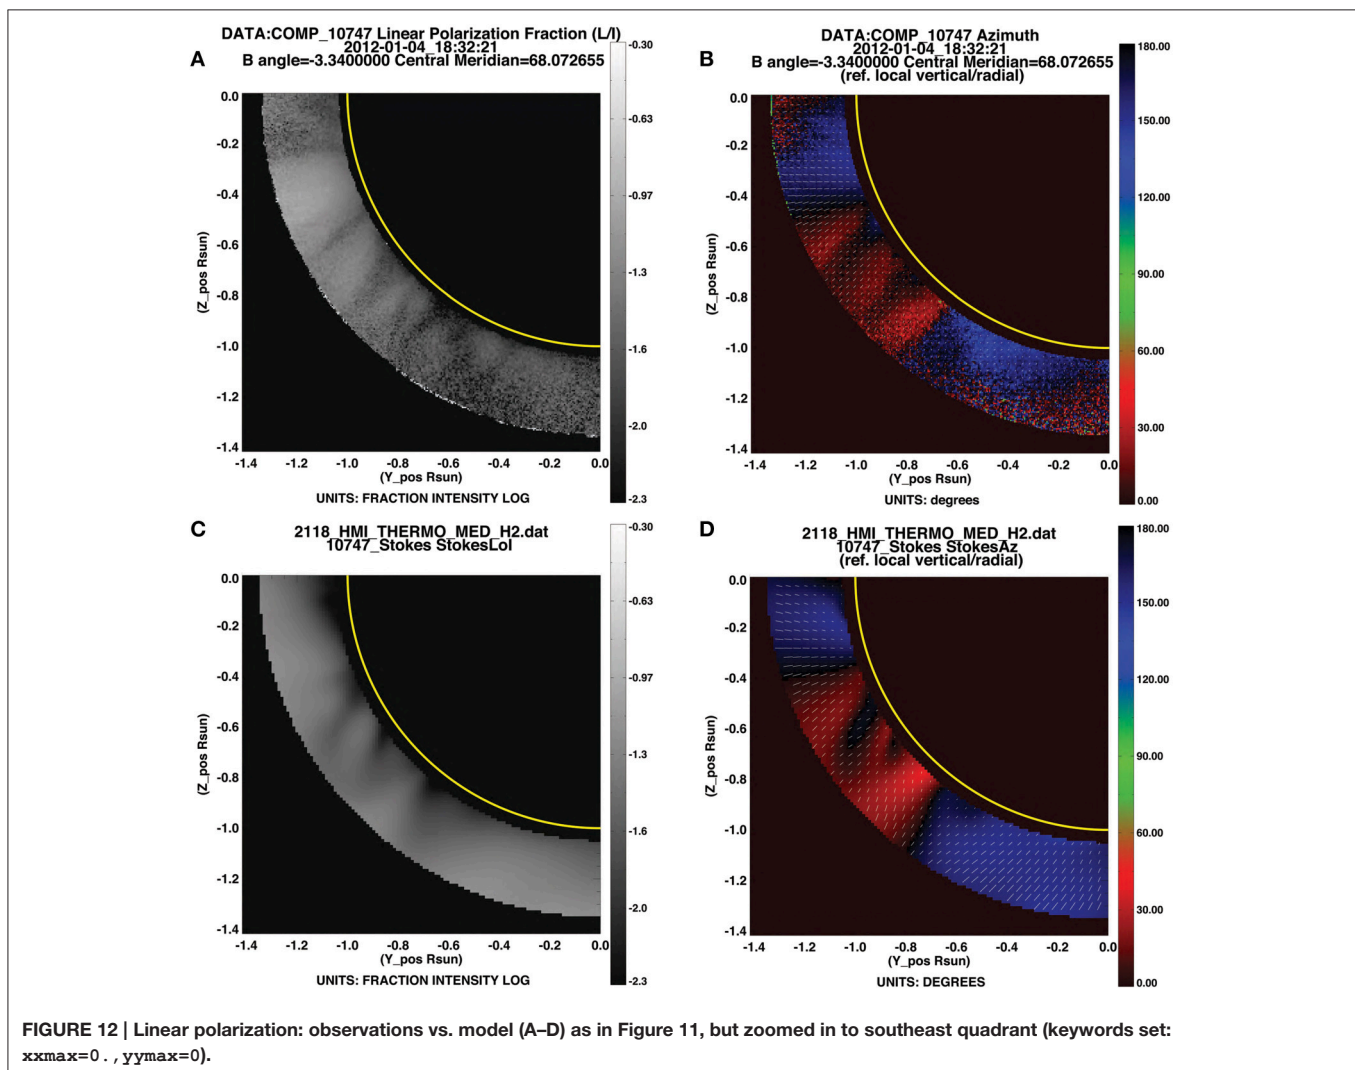 A
DATA:COMP_10747 Linear Polarization Fraction (L/I)
2012-01-04_18:32:21
B angle=-3.3400000 Central Meridian=68.072655
0.0
-0.2
-0.4
-0.6
-0.8
-1.0
-1.2
-1.4
(Z_pos Rsun)
-1.4 -1.2 -1.0 -0.8 -0.6 -0.4 -0.2 0.0
(Y_pos Rsun)
UNITS: FRACTION INTENSITY LOG
-0.30
-0.63
-0.97
-1.3
-1.6
-2.0
-2.3
B
DATA:COMP_10747 Azimuth
2012-01-04_18:32:21
B angle=-3.3400000 Central Meridian=68.072655
(ref. local vertical/radial)
0.0
-0.2
-0.4
-0.6
-0.8
-1.0
-1.2
-1.4
(Z_pos Rsun)
-1.4 -1.2 -1.0 -0.8 -0.6 -0.4 -0.2 0.0
(Y_pos Rsun)
UNITS: degrees
180.00
150.00
120.00
90.00
60.00
30.00
0.00
C
2118_HMI_THERMO_MED_H2.dat
10747_Stokes StokesLoI
0.0
-0.2
-0.4
-0.6
-0.8
-1.0
-1.2
-1.4
(Z_pos Rsun)
-1.4 -1.2 -1.0 -0.8 -0.6 -0.4 -0.2 0.0
(Y_pos Rsun)
UNITS: FRACTION INTENSITY LOG
-0.30
-0.63
-0.97
-1.3
-1.6
-2.0
-2.3
D
2118_HMI_THERMO_MED_H2.dat
10747_Stokes StokesAz
(ref. local vertical/radial)
0.0
-0.2
-0.4
-0.6
-0.8
-1.0
-1.2
-1.4
(Z_pos Rsun)
-1.4 -1.2 -1.0 -0.8 -0.6 -0.4 -0.2 0.0
(Y_pos Rsun)
UNITS: DEGREES
180.00
150.00
120.00
90.00
60.00
30.00
0.00
FIGURE 12 | Linear polarization: observations vs. model (A–D) as in Figure 11, but zoomed in to southeast quadrant (keywords set:
xxmax=0.,yymax=0).